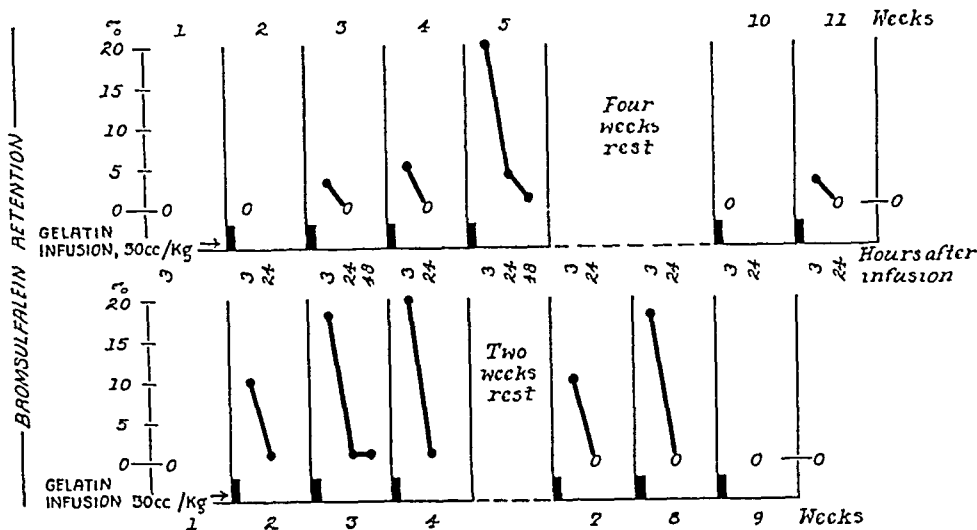 % 1 2 3 4 5 10 11 Weeks
20
15
10
5
0 0 0 0 0 0 0 0
Four
weeks
rest
BROMSULFALEIN RETENTION
GELATIN
INFUSION, 50cc/Kg
3 3 24 3 24 48 3 24 3 24 48 3 24 3 24 3 24 3 24 Hours after
infusion
%
20
15
10
5
0 0 0 0 0 0
Two
weeks
rest
GELATIN
INFUSION 50cc/Kg
1 2 3 4 7 8 9 Weeks